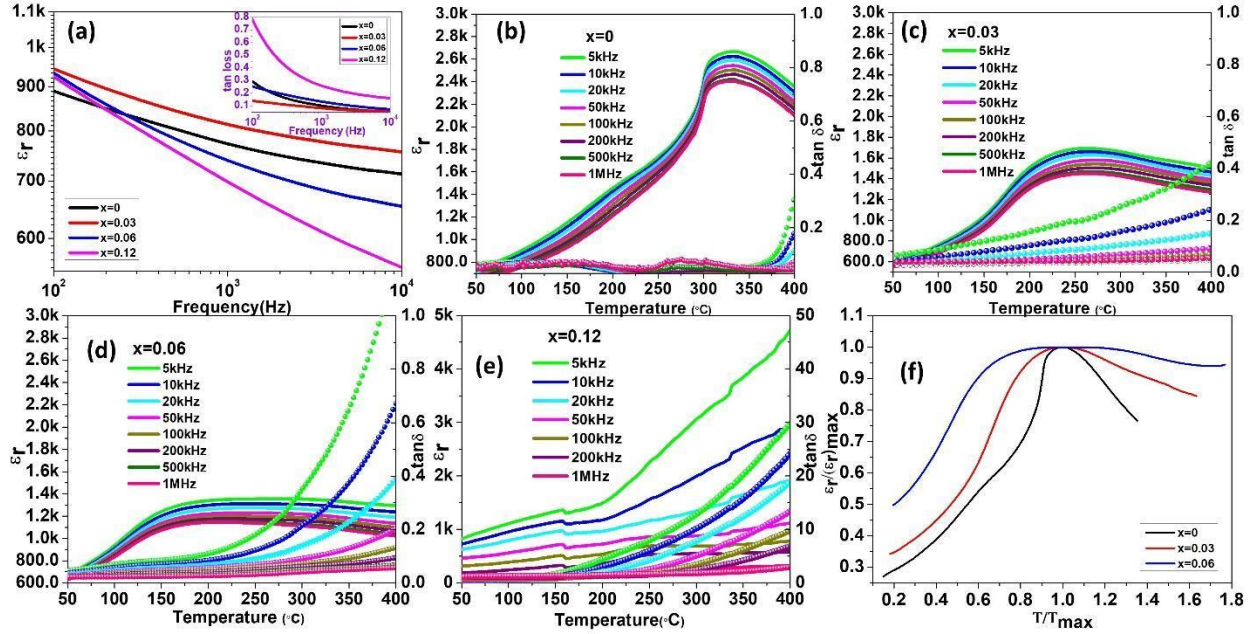 (a)
1.1k
900
800
700
600
εr
10² 10³ 10⁴
Frequency(Hz)
x=0
x=0.03
x=0.06
x=0.12
0.8
0.7
0.6
0.5
0.4
0.3
0.2
0.1
tan loss
x=0
x=0.03
x=0.06
x=0.12
10² 10³ 10⁴
Frequency (Hz)
(b)
x=0
3.0k
2.8k
2.6k
2.4k
2.2k
2.0k
1.8k
1.6k
1.4k
1.2k
1.0k
800.0
600.0
εr
5kHz
10kHz
20kHz
50kHz
100kHz
200kHz
500kHz
1MHz
1.0
0.8
0.6
0.4
0.2
tan δ
50 100 150 200 250 300 350 400
Temperature (°C)
(c)
x=0.03
3.0k
2.8k
2.6k
2.4k
2.2k
2.0k
1.8k
1.6k
1.4k
1.2k
1.0k
800.0
600.0
εr
5kHz
10kHz
20kHz
50kHz
100kHz
200kHz
500kHz
1MHz
1.0
0.8
0.6
0.4
0.2
0.0
tan δ
50 100 150 200 250 300 350 400
Temperature (°C)
(d)
x=0.06
3.0k
2.8k
2.6k
2.4k
2.2k
2.0k
1.8k
1.6k
1.4k
1.2k
1.0k
800.0
600.0
εr
5kHz
10kHz
20kHz
50kHz
100kHz
200kHz
500kHz
1MHz
1.0
0.8
0.6
0.4
0.2
0.0
tanδ
50 100 150 200 250 300 350 400
Temperature (°C)
(e)
x=0.12
5k
4k
3k
2k
1k
0
εr
5kHz
10kHz
20kHz
50kHz
100kHz
200kHz
1MHz
50
40
30
20
10
0
tanδ
50 100 150 200 250 300 350 400
Temperature(°C)
(f)
1.1
1.0
0.9
0.8
0.7
0.6
0.5
0.4
0.3
εr/(εr)max
x=0
x=0.03
x=0.06
0.2 0.4 0.6 0.8 1.0 1.2 1.4 1.6 1.8
T/Tmax